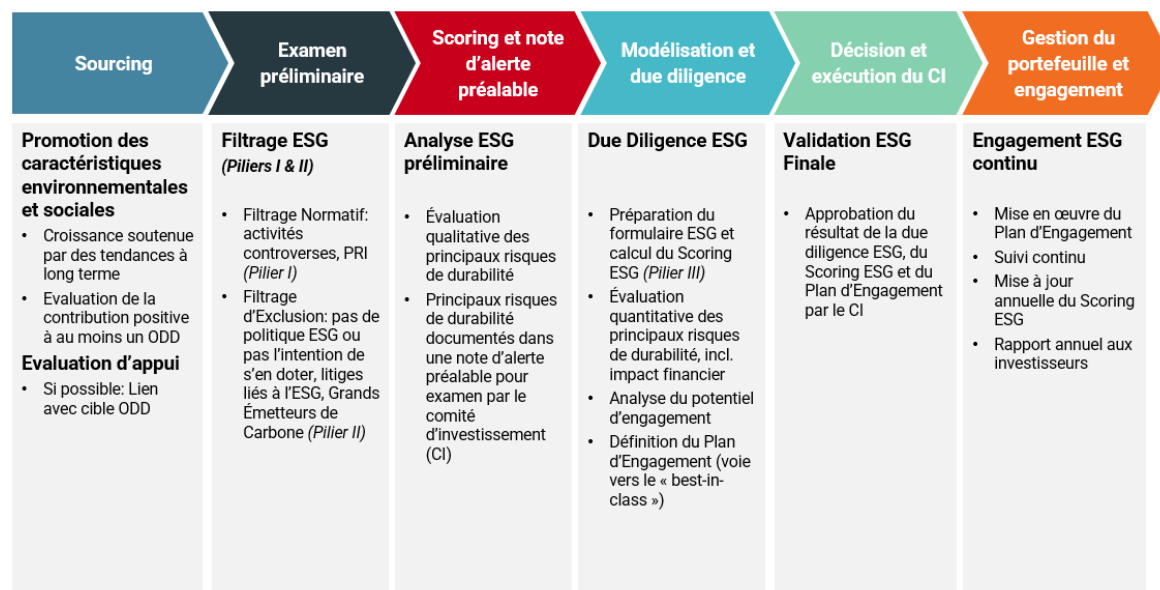 Sourcing
Examen
préliminaire
Scoring et note
d’alerte
préalable
Modélisation et
due diligence
Décision et
exécution du CI
Gestion du
portefeuille et
engagement
Promotion des
caractéristiques
environnementales
et sociales
• Croissance soutenue
par des tendances à
long terme
• Evaluation de la
contribution positive
à au moins un ODD
Evaluation d’appui
• Si possible: Lien
avec cible ODD
Filtrage ESG
(Piliers I & II)
• Filtrage Normatif:
activités
controverses, PRI
(Pilier I)
• Filtrage
d’Exclusion: pas de
politique ESG ou
pas l’intention de
s’en doter, litiges
liés à l’ESG, Grands
Émetteurs de
Carbone (Pilier II)
Analyse ESG
préliminaire
• Évaluation
qualitative des
principaux risques
de durabilité
• Principaux risques
de durabilité
documentés dans
une note d’alerte
préalable pour
examen par le
comité
d’investissement
(CI)
Due Diligence ESG
• Préparation du
formulaire ESG et
calcul du Scoring
ESG (Pilier III)
• Évaluation
quantitative des
principaux risques
de durabilité, incl.
impact financier
• Analyse du potentiel
d’engagement
• Définition du Plan
d’Engagement (voie
vers le « best-in-
class »)
Validation ESG
Finale
• Approbation du
résultat de la due
diligence ESG, du
Scoring ESG et du
Plan d’Engagement
par le CI
Engagement ESG
continu
• Mise en œuvre du
Plan d’Engagement
• Suivi continu
• Mise à jour
annuelle du Scoring
ESG
• Rapport annuel aux
investisseurs